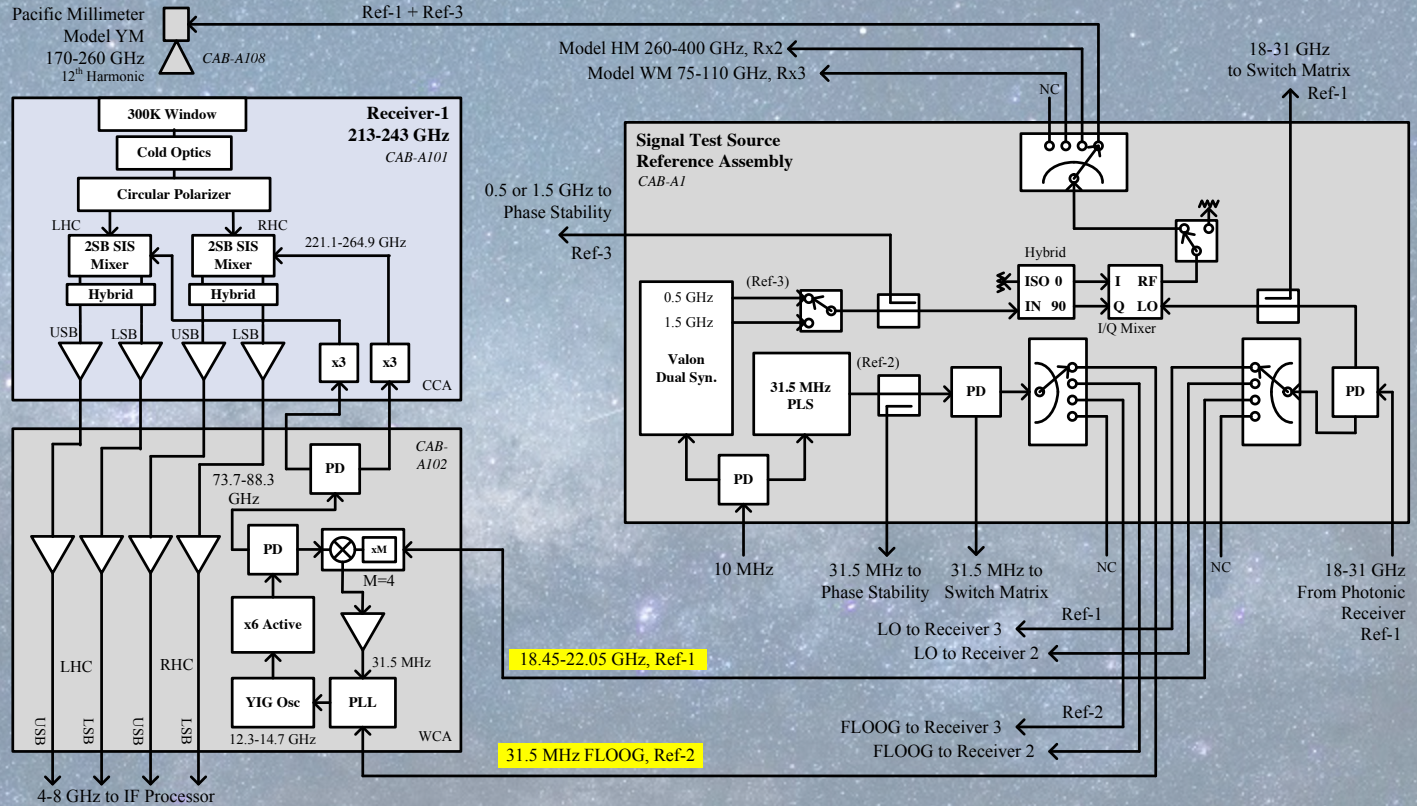 Pacific Millimeter
Model YM
170-260 GHz
12th Harmonic
CAB-A108
Ref-1 + Ref-3
Model HM 260-400 GHz, Rx2
Model WM 75-110 GHz, Rx3
NC
18-31 GHz
to Switch Matrix
Ref-1
300K Window
Receiver-1
213-243 GHz
CAB-A101
Cold Optics
Circular Polarizer
LHC
RHC
2SB SIS
Mixer
2SB SIS
Mixer
221.1-264.9 GHz
Hybrid
Hybrid
USB
LSB
USB
LSB
x3
x3
CCA
CAB-
A102
PD
73.7-88.3
GHz
PD
xM
M=4
x6 Active
31.5 MHz
LHC
RHC
YIG Osc
PLL
12.3-14.7 GHz
WCA
USB
LSB
USB
LSB
4-8 GHz to IF Processor
Signal Test Source
Reference Assembly
CAB-A1
0.5 or 1.5 GHz to
Phase Stability
Ref-3
Hybrid
ISO 0
IN 90
I RF
Q LO
I/Q Mixer
(Ref-3)
0.5 GHz
1.5 GHz
Valon
Dual Syn.
31.5 MHz
PLS
(Ref-2)
PD
PD
PD
10 MHz
31.5 MHz to
Phase Stability
31.5 MHz to
Switch Matrix
NC
NC
18-31 GHz
From Photonic
Receiver
Ref-1
Ref-1
LO to Receiver 3
LO to Receiver 2
18.45-22.05 GHz, Ref-1
Ref-2
FLOOG to Receiver 3
FLOOG to Receiver 2
31.5 MHz FLOOG, Ref-2